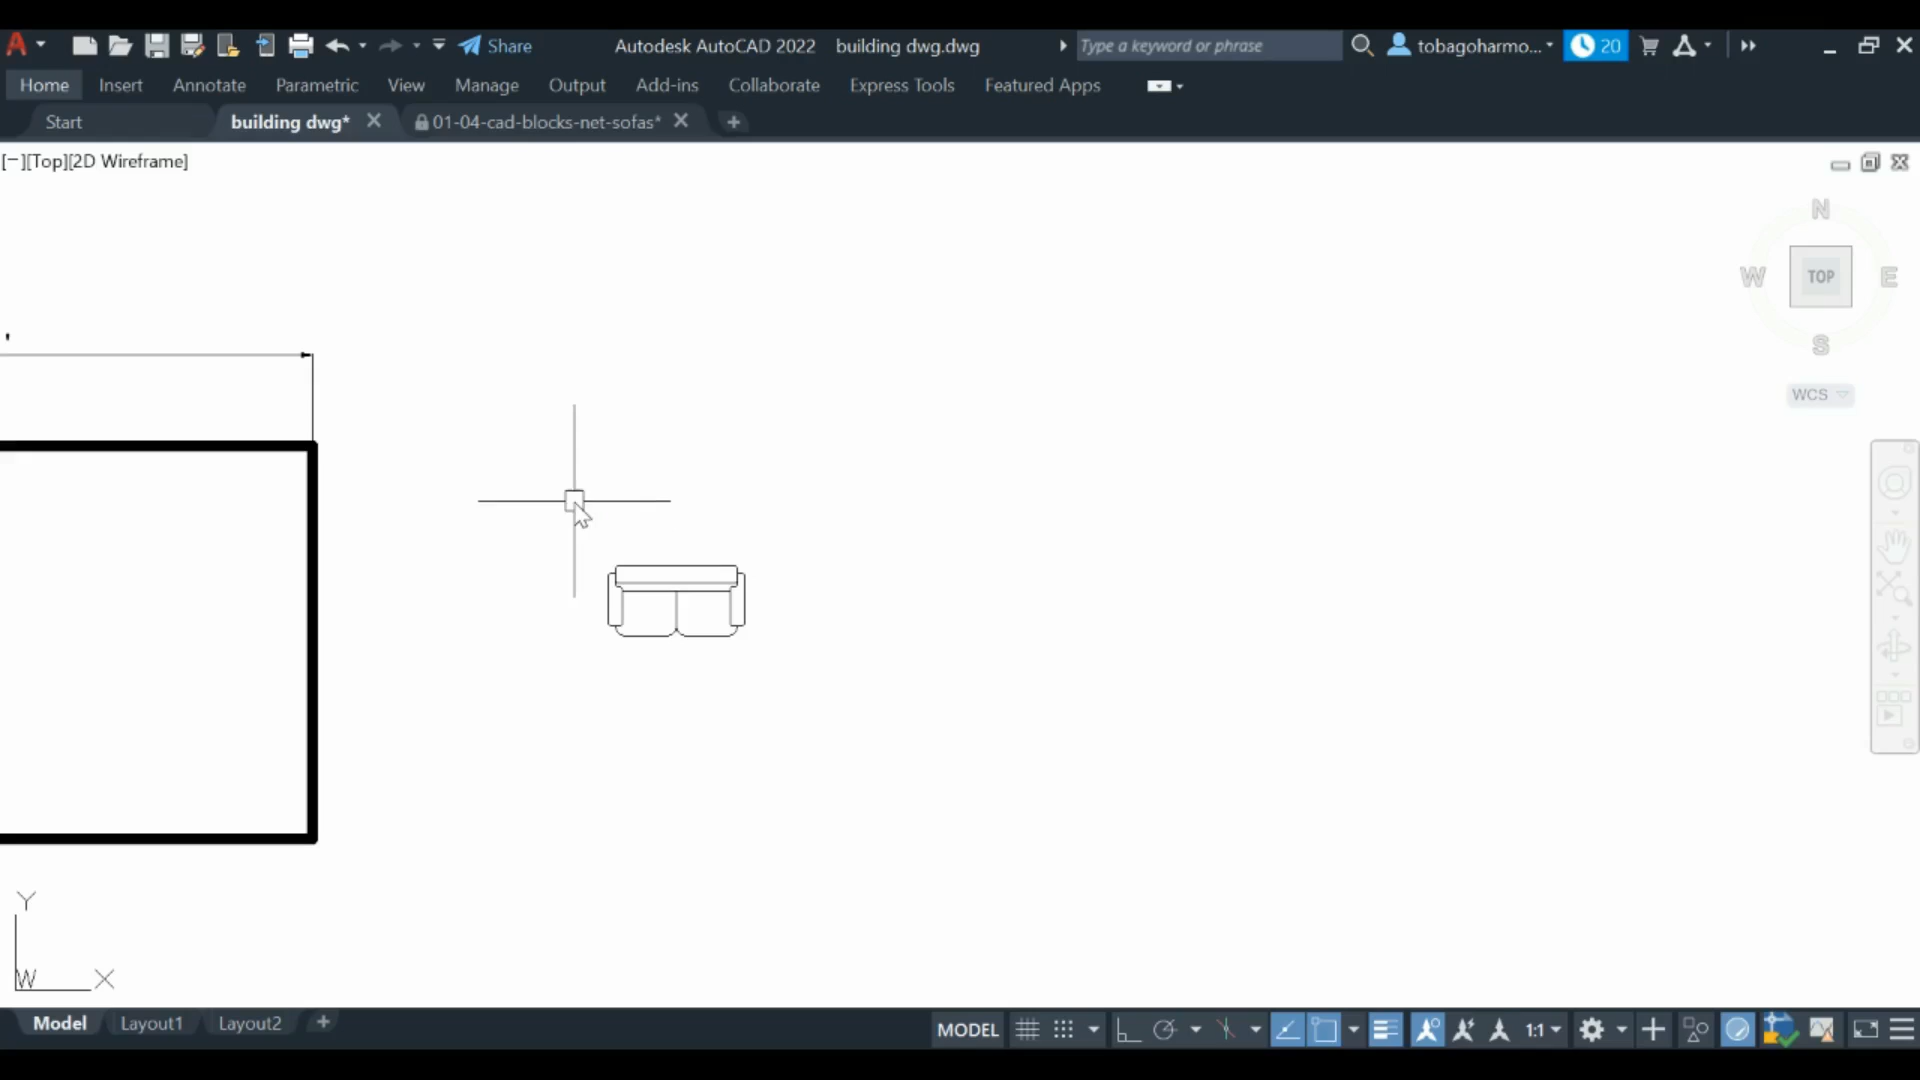 A Share Autodesk AutoCAD 2022 building dwg.dwg Type a keyword or phrase tobagoharmo... 20
Home Insert Annotate Parametric View Manage Output Add-ins Collaborate Express Tools Featured Apps
Start building dwg* 01-04-cad-blocks-net-sofas*
[−][Top][2D Wireframe]
N
W TOP E
S
WCS
Y
W X
Model Layout1 Layout2 MODEL 1:1